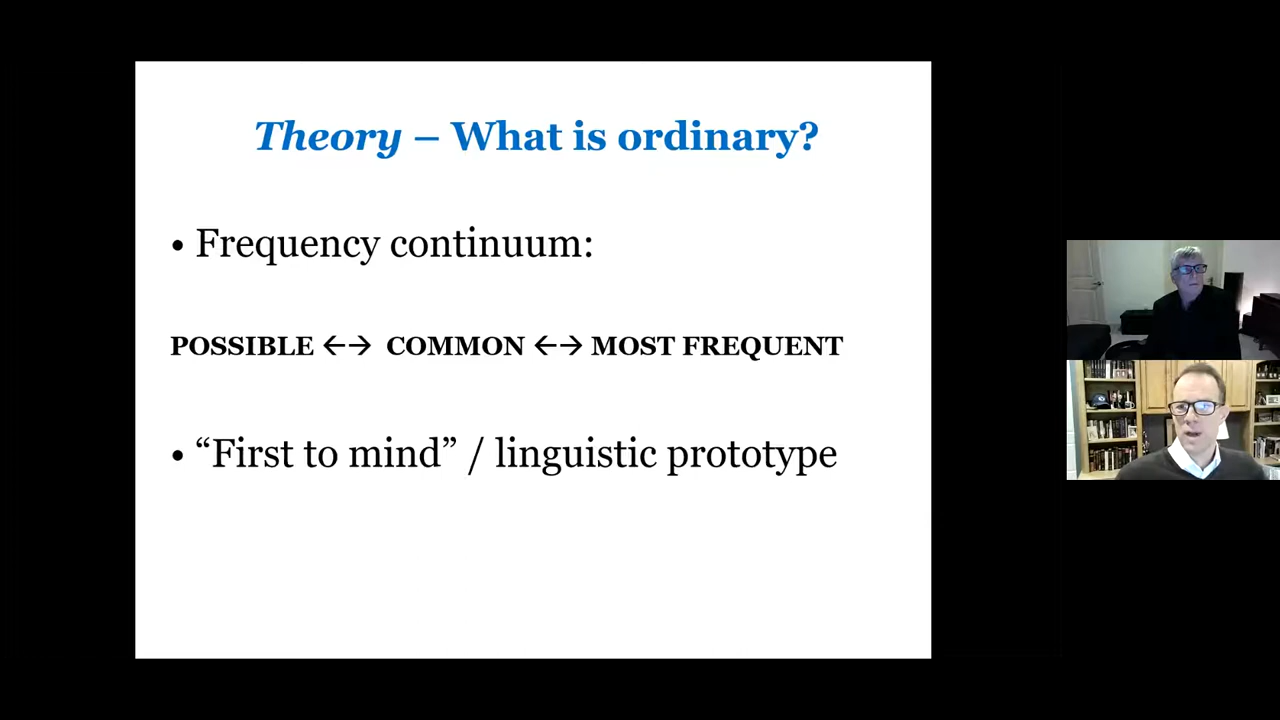 Theory – What is ordinary?
• Frequency continuum:
POSSIBLE ←→ COMMON ←→ MOST FREQUENT
• “First to mind” / linguistic prototype